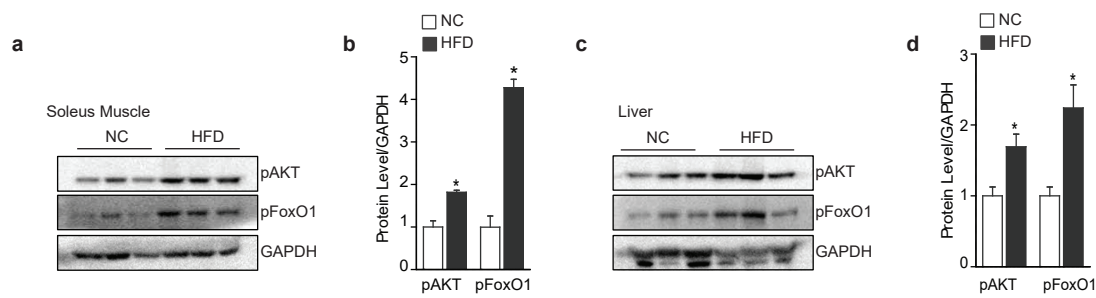 a
Soleus Muscle
NC HFD
pAKT
pFoxO1
GAPDH
b
NC
HFD
Protein Level/GAPDH
5
4
2
1
0
*
*
pAKT pFoxO1
c
Liver
NC HFD
pAKT
pFoxO1
GAPDH
d
NC
HFD
Protein Level/GAPDH
3
2
1
0
*
*
pAKT pFoxO1